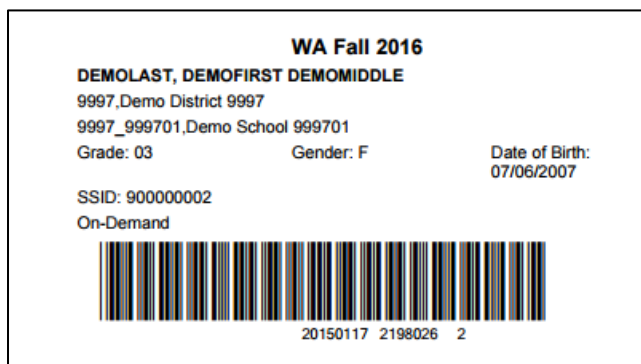 WA Fall 2016
DEMOLAST, DEMOFIRST DEMOMIDDLE
9997,Demo District 9997
9997_999701,Demo School 999701
Grade: 03 Gender: F Date of Birth:
07/06/2007
SSID: 900000002
On-Demand
20150117 2198026 2